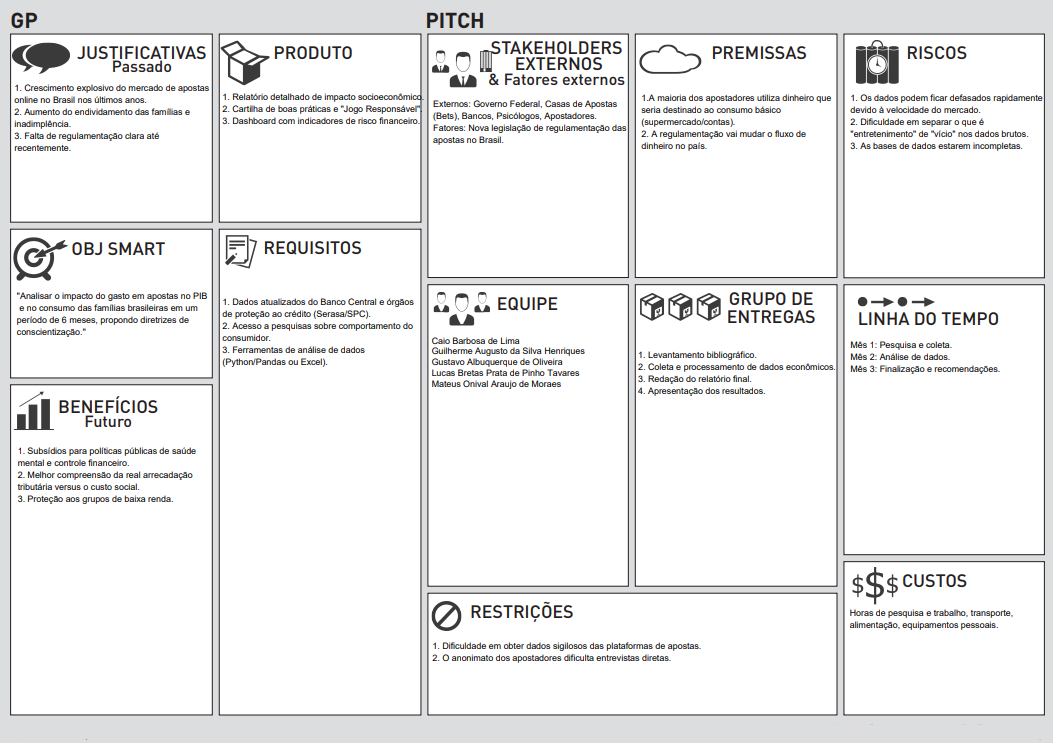 GP
PITCH
JUSTIFICATIVAS
Passado
1. Crescimento explosivo do mercado de apostas
online no Brasil nos últimos anos.
2. Aumento do endividamento das famílias e
inadimplência.
3. Falta de regulamentação clara até
recentemente.
OBJ SMART
"Analisar o impacto do gasto em apostas no PIB
e no consumo das famílias brasileiras em um
período de 6 meses, propondo diretrizes de
conscientização."
BENEFÍCIOS
Futuro
1. Subsídios para políticas públicas de saúde
mental e controle financeiro.
2. Melhor compreensão da real arrecadação
tributária versus o custo social.
3. Proteção aos grupos de baixa renda.
PRODUTO
1. Relatório detalhado de impacto socioeconômico.
2. Cartilha de boas práticas e "Jogo Responsável".
3. Dashboard com indicadores de risco financeiro.
REQUISITOS
1. Dados atualizados do Banco Central e órgãos
de proteção ao crédito (Serasa/SPC).
2. Acesso a pesquisas sobre comportamento do
consumidor.
3. Ferramentas de análise de dados
(Python/Pandas ou Excel).
STAKEHOLDERS
EXTERNOS
& Fatores externos
Externos: Governo Federal, Casas de Apostas
(Bets), Bancos, Psicólogos, Apostadores.
Fatores: Nova legislação de regulamentação das
apostas no Brasil.
EQUIPE
Caio Barbosa de Lima
Guilherme Augusto da Silva Henriques
Gustavo Albuquerque de Oliveira
Lucas Bretas Prata de Pinho Tavares
Mateus Onival Araujo de Moraes
PREMISSAS
1.A maioria dos apostadores utiliza dinheiro que
seria destinado ao consumo básico
(supermercado/contas).
2. A regulamentação vai mudar o fluxo de
dinheiro no país.
GRUPO DE
ENTREGAS
1. Levantamento bibliográfico.
2. Coleta e processamento de dados econômicos.
3. Redação do relatório final.
4. Apresentação dos resultados.
RESTRIÇÕES
1. Dificuldade em obter dados sigilosos das plataformas de apostas.
2. O anonimato dos apostadores dificulta entrevistas diretas.
RISCOS
1. Os dados podem ficar defasados rapidamente
devido à velocidade do mercado.
2. Dificuldade em separar o que é
"entretenimento" de "vício" nos dados brutos.
3. As bases de dados estarem incompletas.
LINHA DO TEMPO
Mês 1: Pesquisa e coleta.
Mês 2: Análise de dados.
Mês 3: Finalização e recomendações.
$$$ CUSTOS
Horas de pesquisa e trabalho, transporte,
alimentação, equipamentos pessoais.